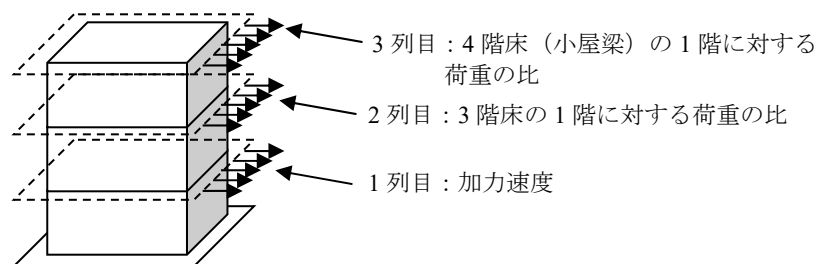 3 列目：4 階床（小屋梁）の 1 階に対する
荷重の比
2 列目：3 階床の 1 階に対する荷重の比
1 列目：加力速度